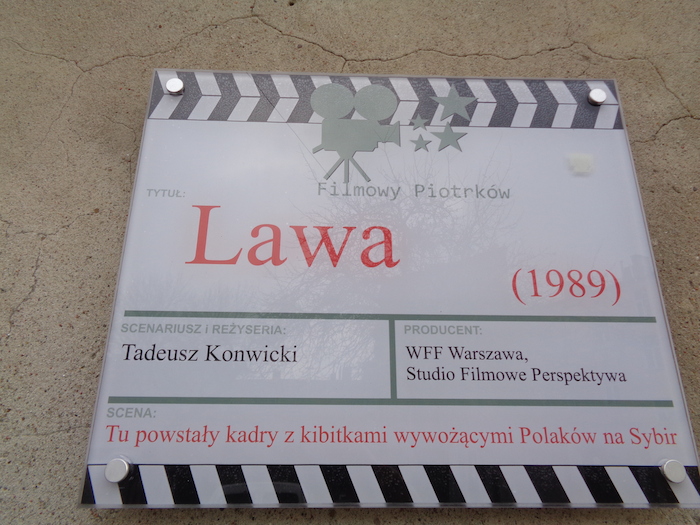 Filmowy Piotrków
TYTUŁ:
Lawa
(1989)
SCENARIUSZ i REŻYSERIA:
Tadeusz Konwicki
PRODUCENT:
WFF Warszawa,
Studio Filmowe Perspektywa
SCENA:
Tu powstały kadry z kibitkami wywożącymi Polaków na Sybir